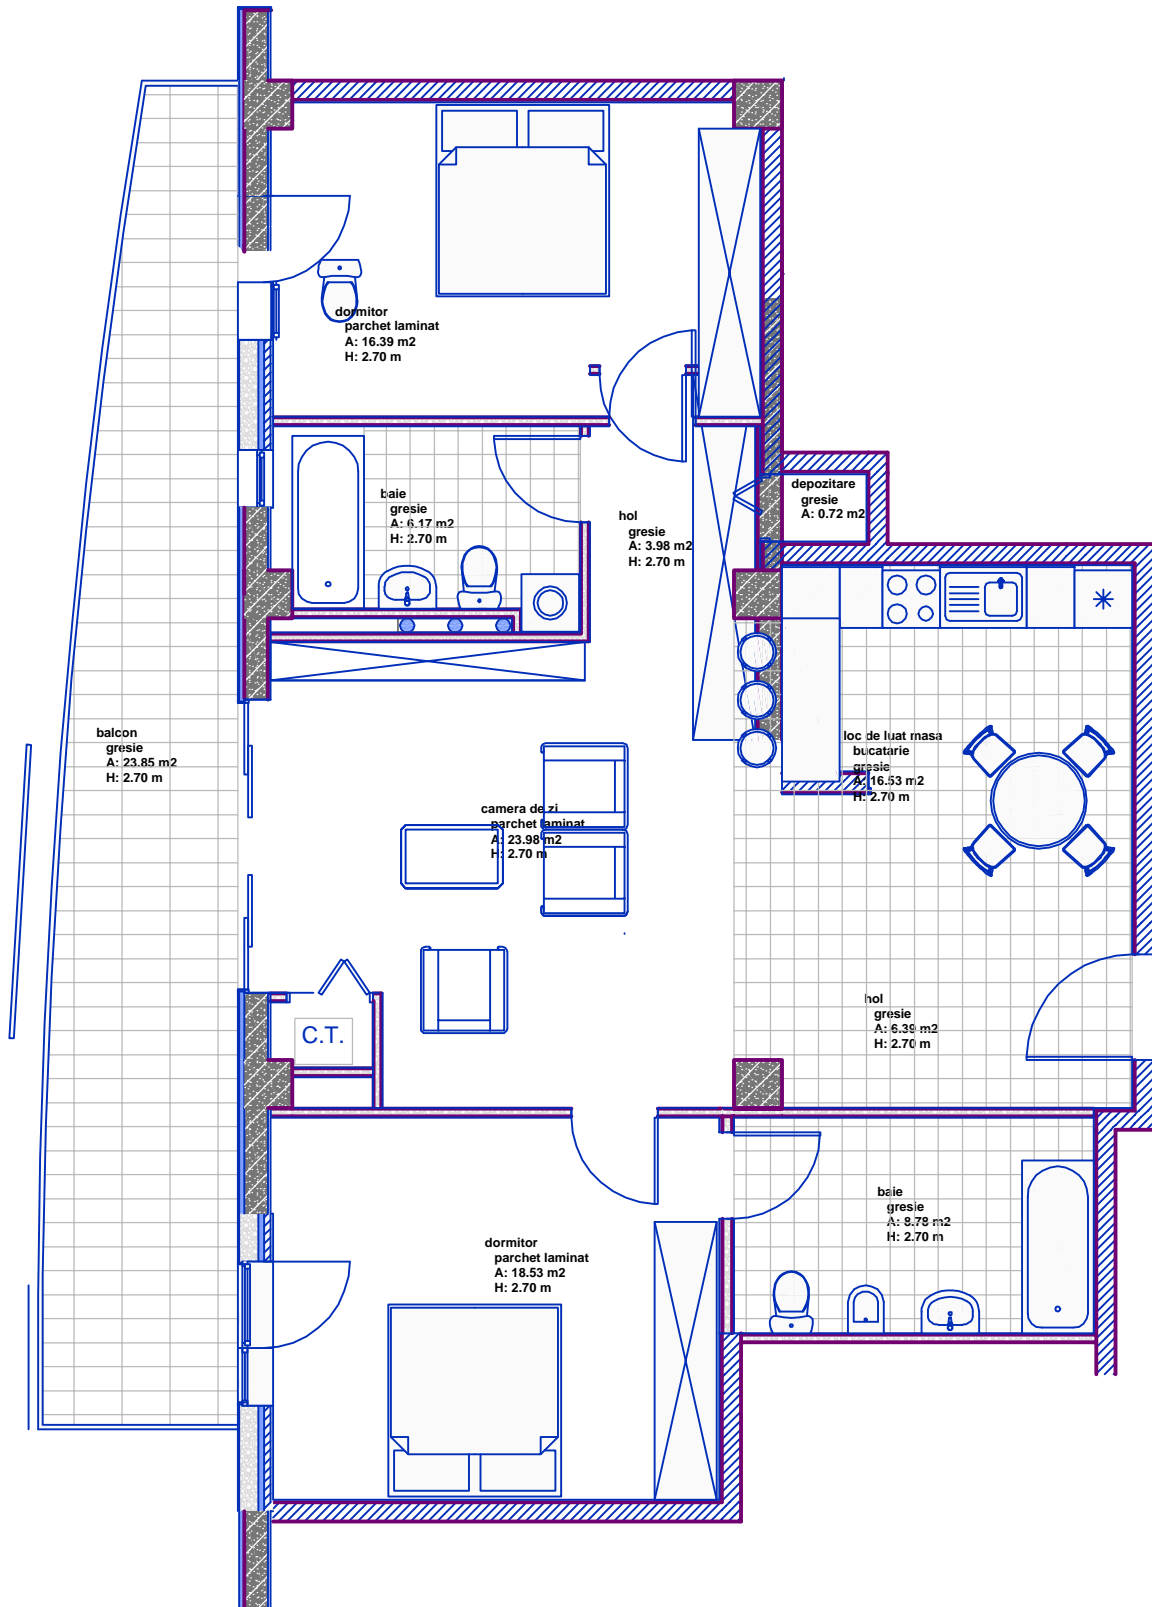 dormitor
parchet laminat
A: 16.39 m2
H: 2.70 m
baie
gresie
A: 6.17 m2
H: 2.70 m
hol
gresie
A: 3.98 m2
H: 2.70 m
depozitare
gresie
A: 0.72 m2
balcon
gresie
A: 23.85 m2
H: 2.70 m
camera de zi
parchet laminat
A: 23.98 m2
H: 2.70 m
loc de luat masa
bucatarie
gresie
A: 16.53 m2
H: 2.70 m
C.T.
hol
gresie
A: 6.39 m2
H: 2.70 m
dormitor
parchet laminat
A: 18.53 m2
H: 2.70 m
baie
gresie
A: 8.78 m2
H: 2.70 m